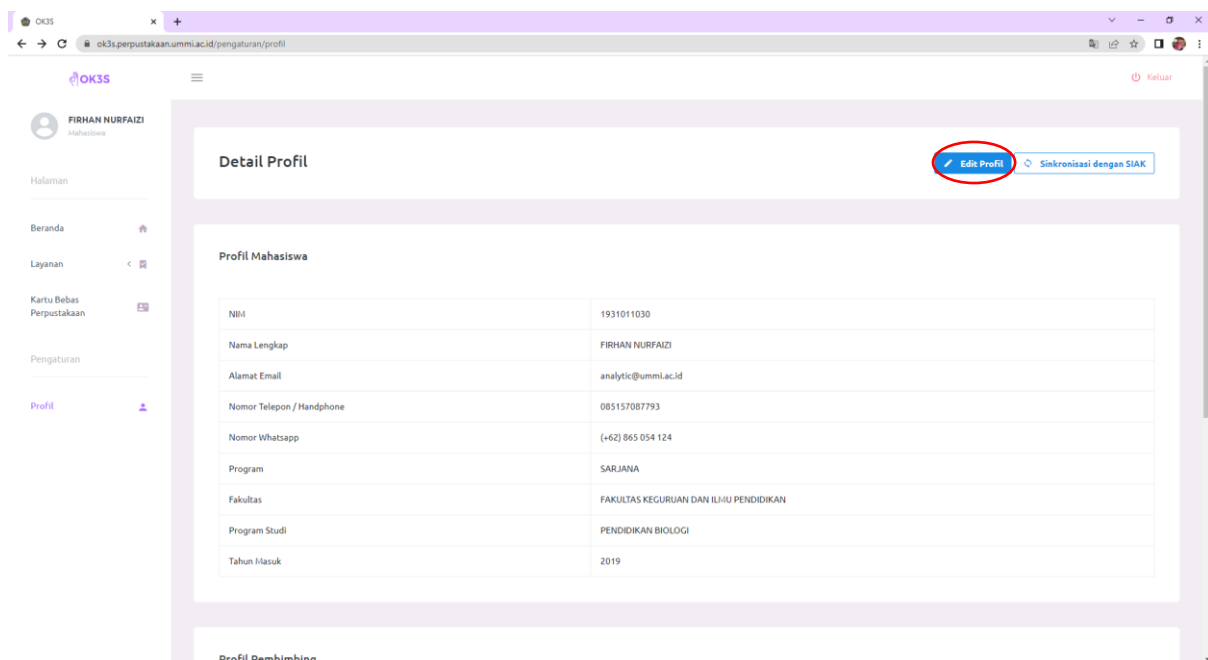 OK3S
ok3s.perpustakaan.ummi.ac.id/pengaturan/profil
OK3S
Keluar
FIRHAN NURFAIZI
Mahasiswa
Halaman
Beranda
Layanan
Kartu Bebas
Perpustakaan
Pengaturan
Profil
Detail Profil
Edit Profil
Sinkronisasi dengan SIAK
Profil Mahasiswa
NIM 1931011030
Nama Lengkap FIRHAN NURFAIZI
Alamat Email analytic@ummi.ac.id
Nomor Telepon / Handphone 085157087793
Nomor Whatsapp (+62) 865 054 124
Program SARJANA
Fakultas FAKULTAS KEGURUAN DAN ILMU PENDIDIKAN
Program Studi PENDIDIKAN BIOLOGI
Tahun Masuk 2019
Profil Pembimbing